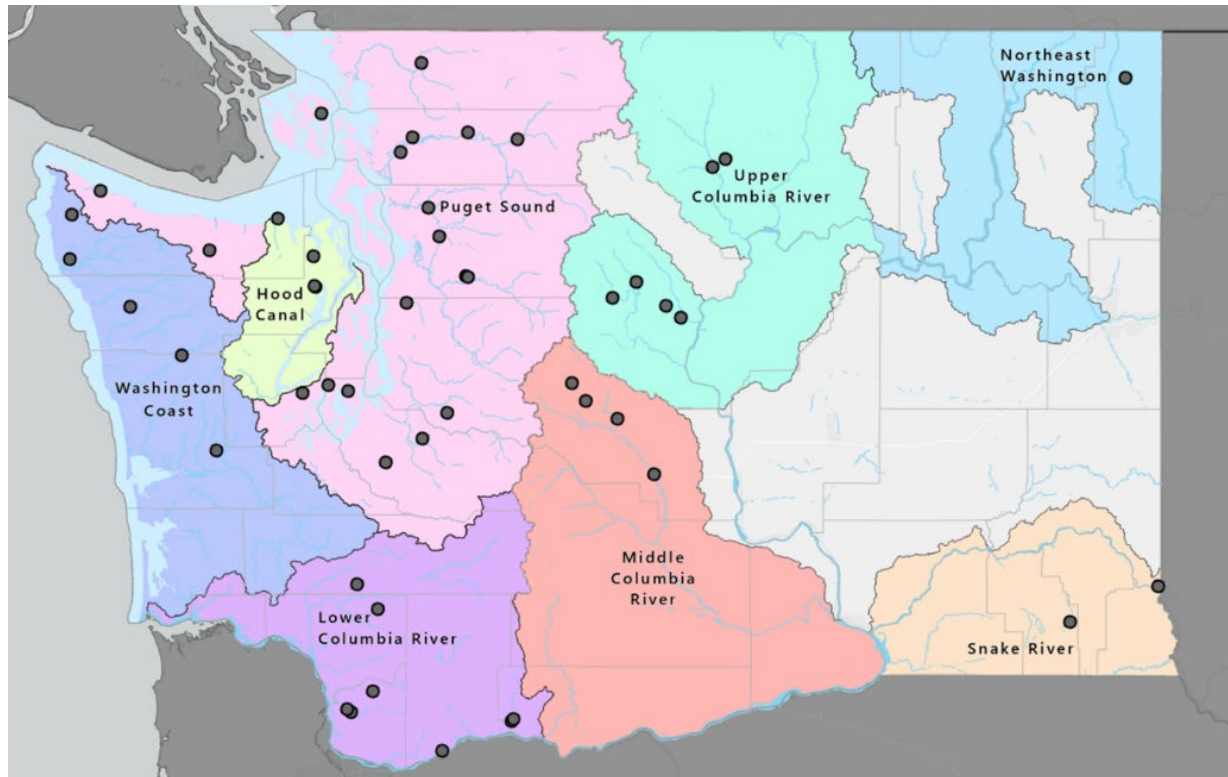 Northeast
Washington
Upper
Columbia River
Puget Sound
Hood
Canal
Washington
Coast
Middle
Columbia
River
Lower
Columbia River
Snake River